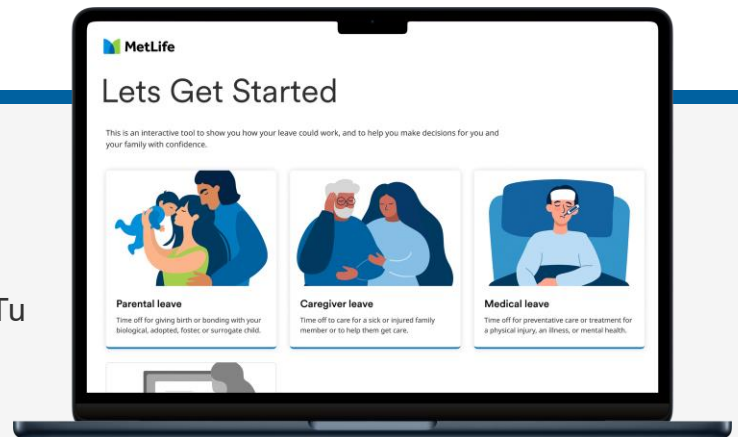 MetLife
Lets Get Started
This is an interactive tool to show you how your leave could work, and to help you make decisions for you and
your family with confidence.
Parental leave
Time off for giving birth or bonding with your
biological, adopted, foster, or surrogate child.
Caregiver leave
Time off to care for a sick or injured family
member or to help them get care.
Medical leave
Time off for preventative care or treatment for
a physical injury, an illness, or mental health.
Tu